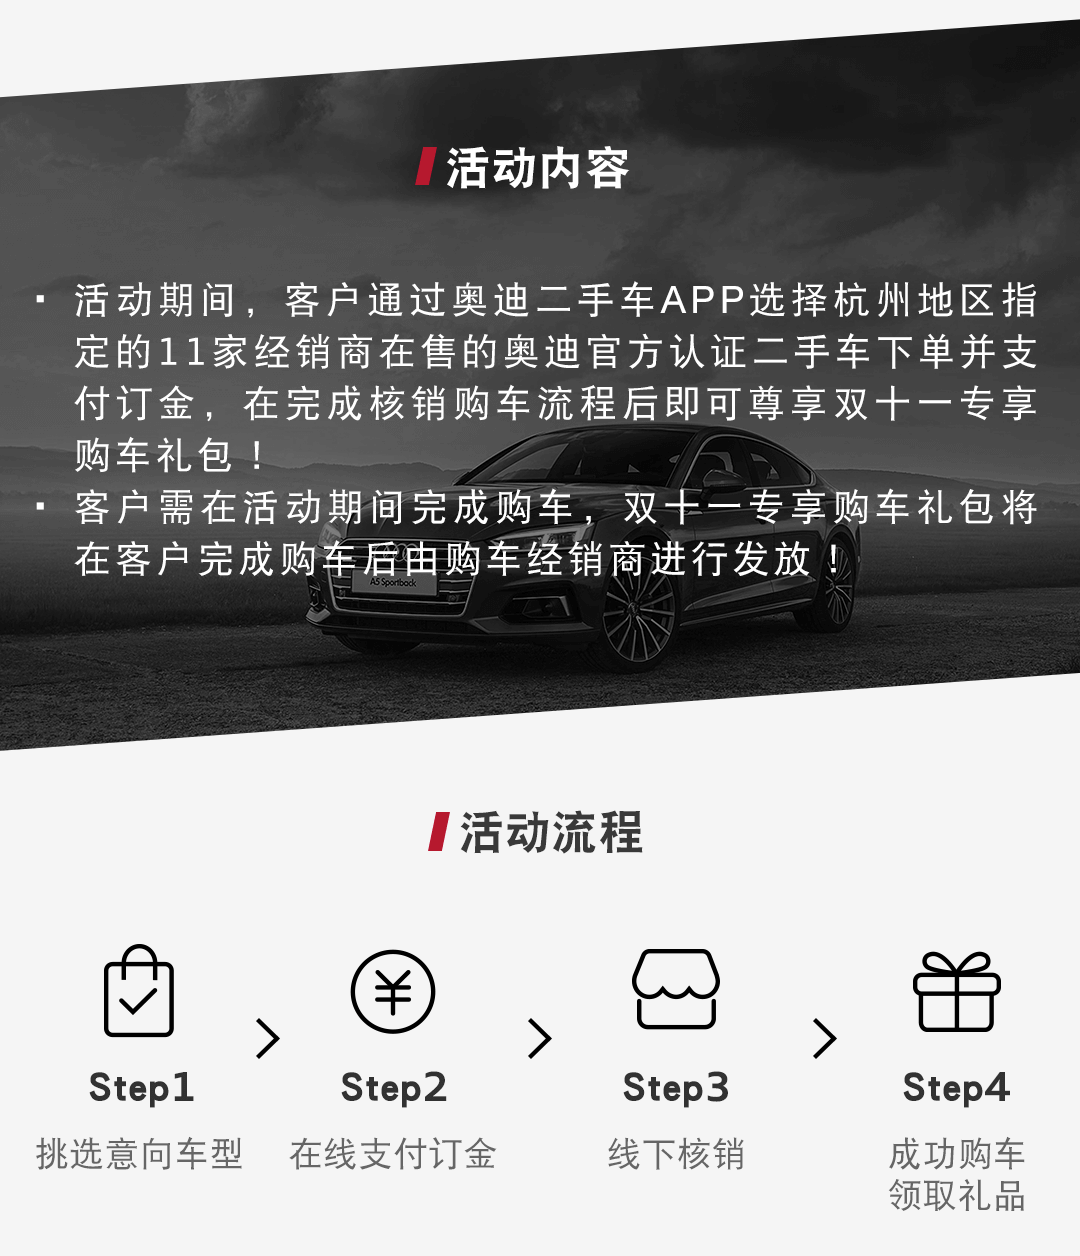 活动内容
▪ 活动期间，客户通过奥迪二手车APP选择杭州地区指
定的11家经销商在售的奥迪官方认证二手车下单并支
付订金，在完成核销购车流程后即可尊享双十一专享
购车礼包！
▪ 客户需在活动期间完成购车，双十一专享购车礼包将
在客户完成购车后由购车经销商进行发放！
A5 Sportback
活动流程
Step1
Step2
Step3
Step4
挑选意向车型
在线支付订金
线下核销
成功购车
领取礼品